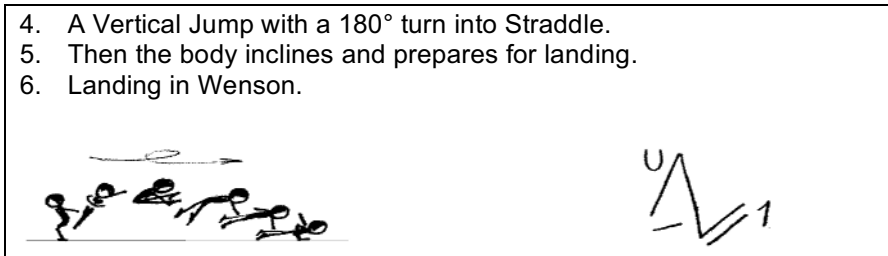 4. A Vertical Jump with a 180° turn into Straddle.
5. Then the body inclines and prepares for landing.
6. Landing in Wenson.
1